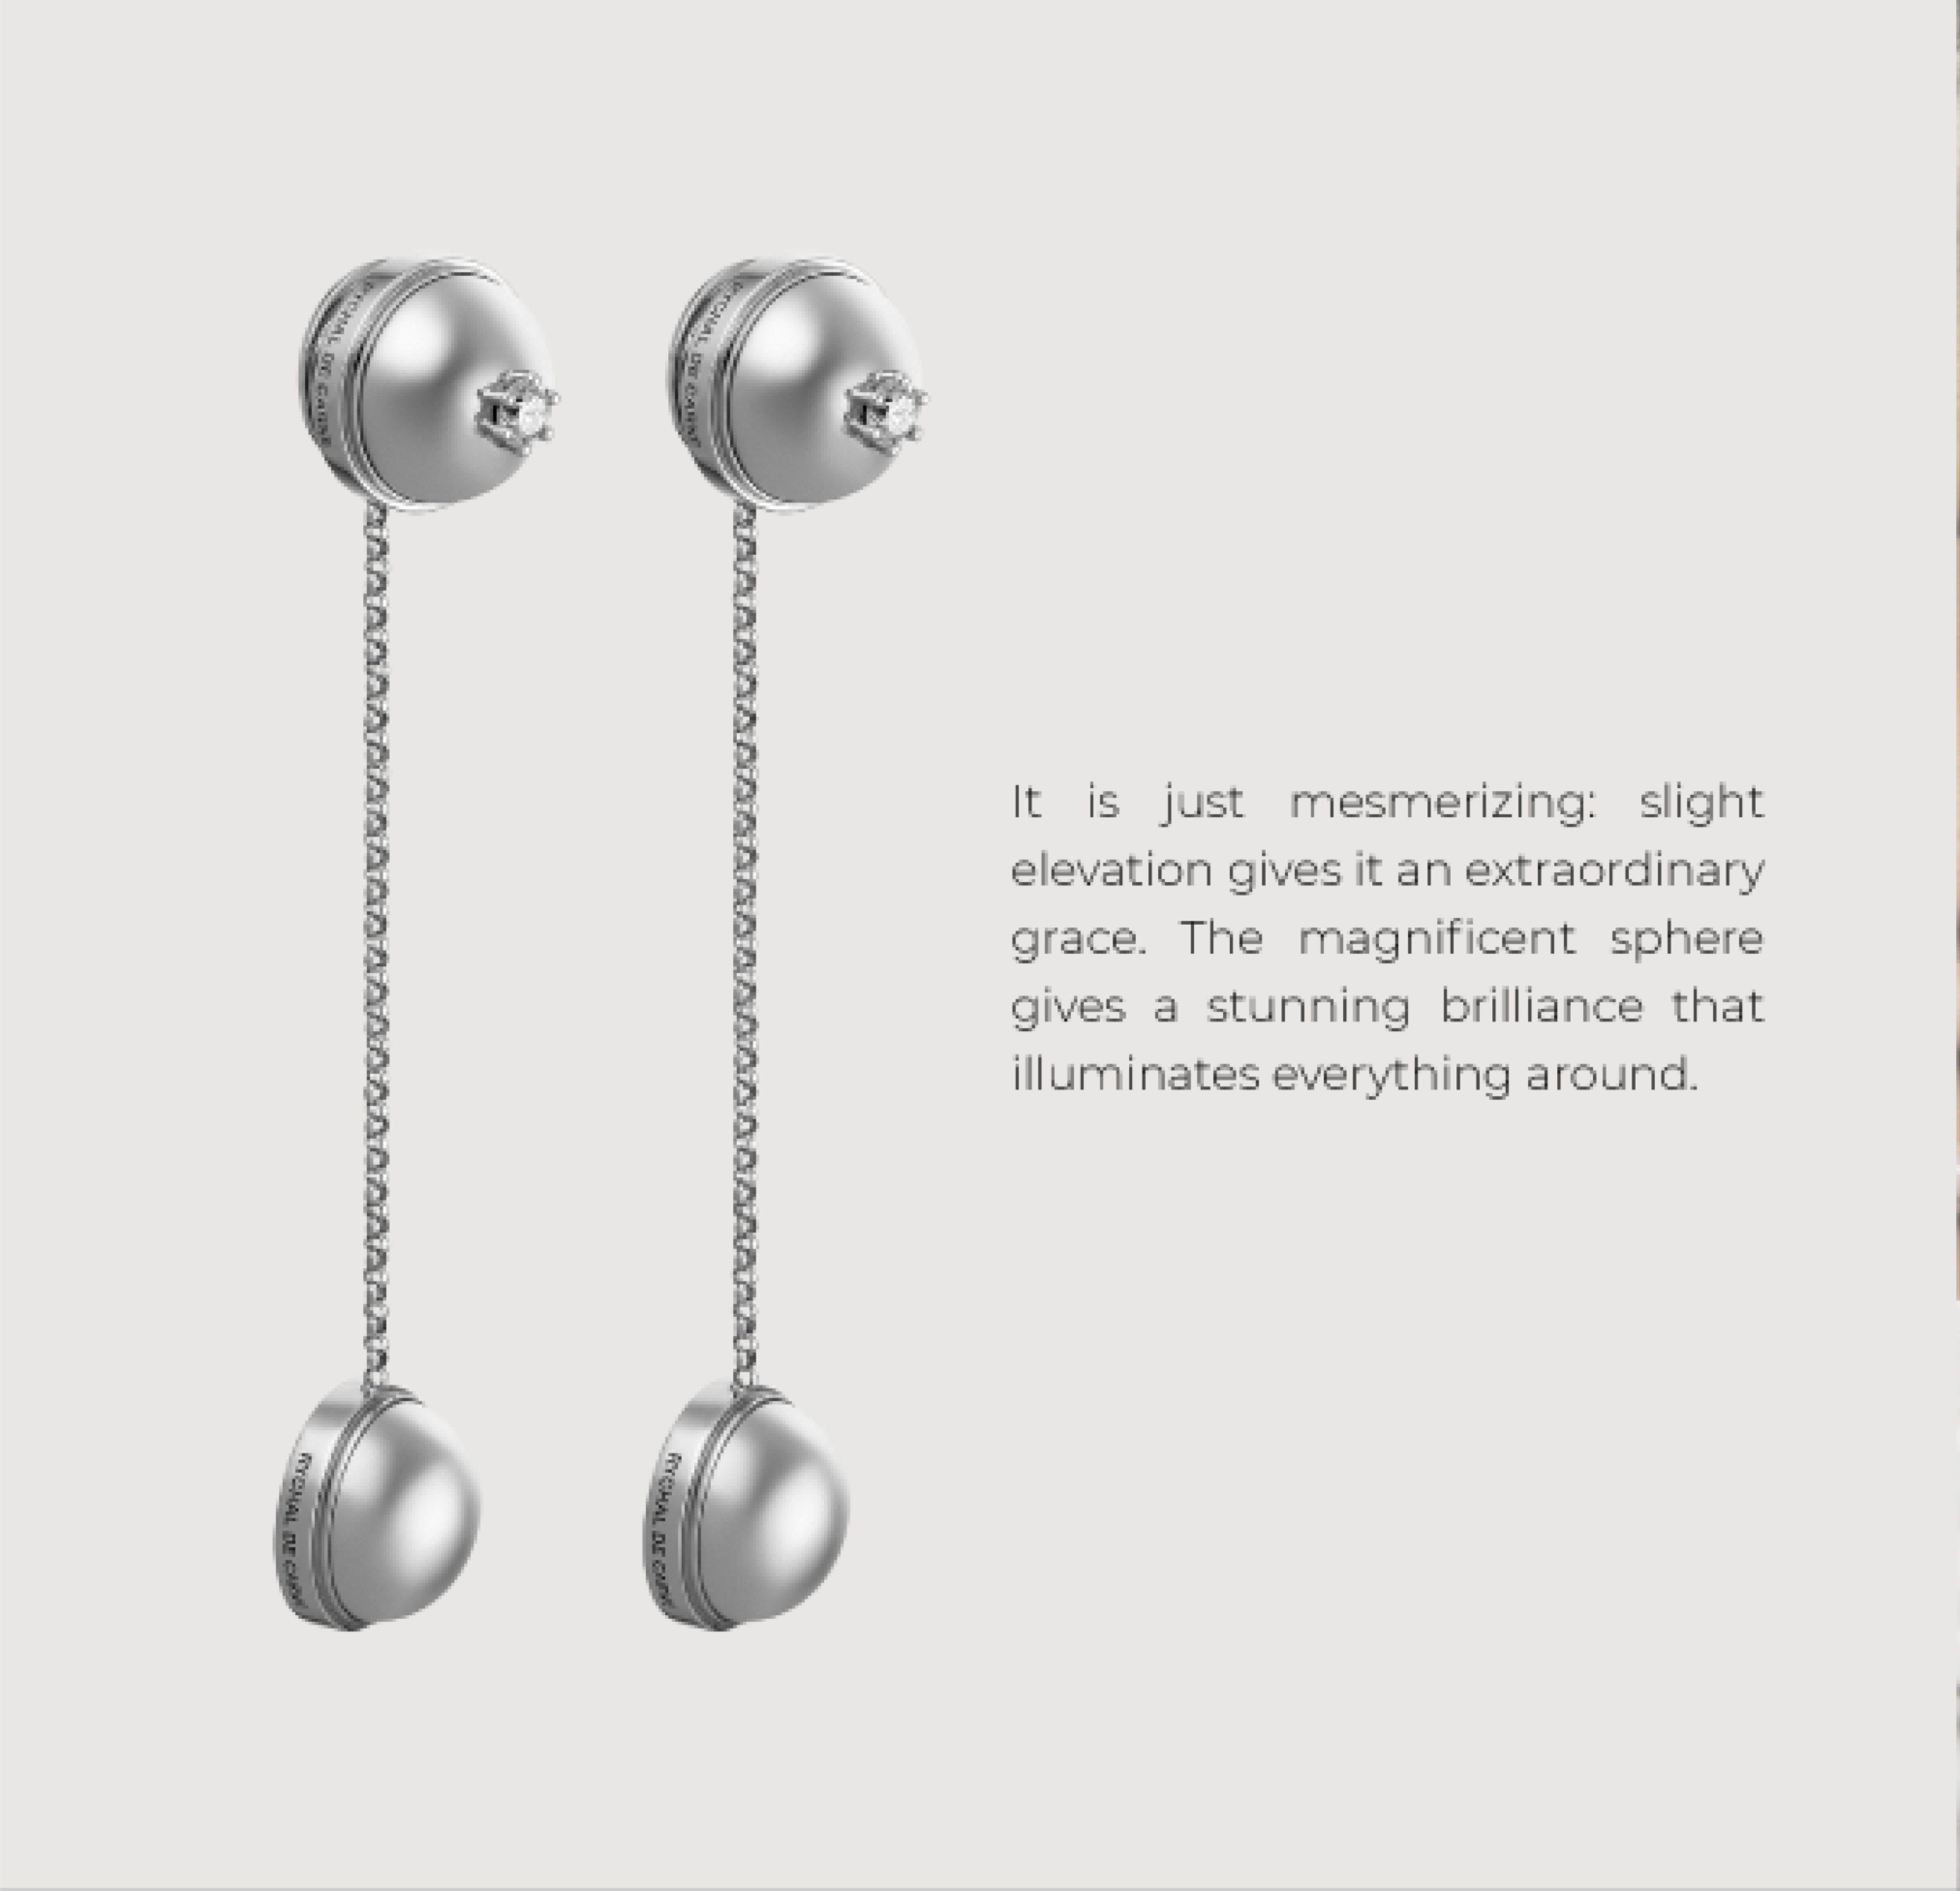 It is just mesmerizing: slight
elevation gives it an extraordinary
grace. The magnificent sphere
gives a stunning brilliance that
illuminates everything around.